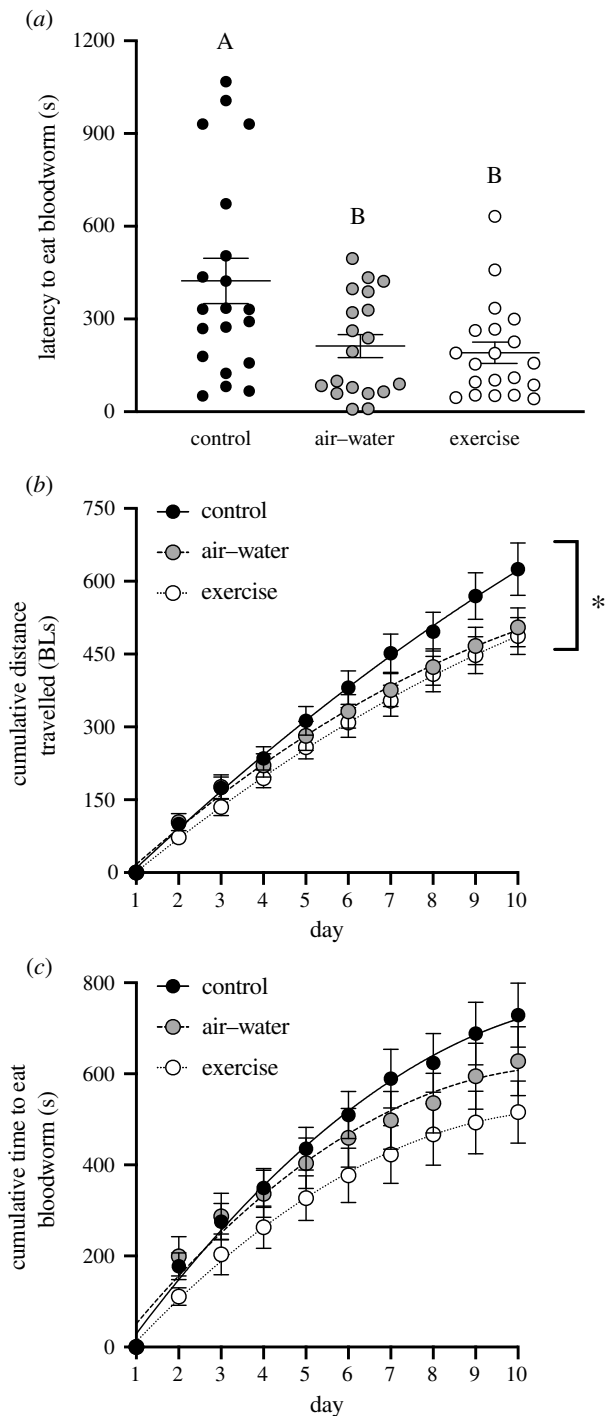 (a)
1200
900
600
300
0
latency to eat bloodworm (s)
A
B
B
control
air–water
exercise
(b)
750
600
450
300
150
0
cumulative distance
travelled (BLs)
control
air–water
exercise
*
1 2 3 4 5 6 7 8 9 10
day
(c)
800
600
400
200
0
cumulative time to eat
bloodworm (s)
control
air–water
exercise
1 2 3 4 5 6 7 8 9 10
day